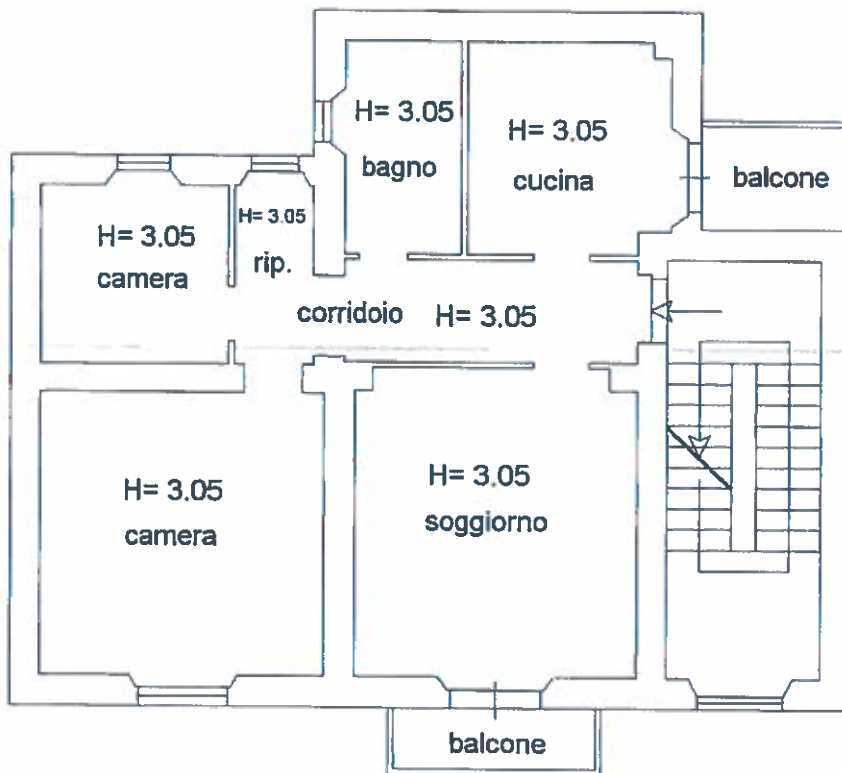 H= 3.05
bagno
H= 3.05
cucina
balcone
H= 3.05
camera
H= 3.05
rip.
corridoio H= 3.05
H= 3.05
camera
H= 3.05
soggiorno
balcone